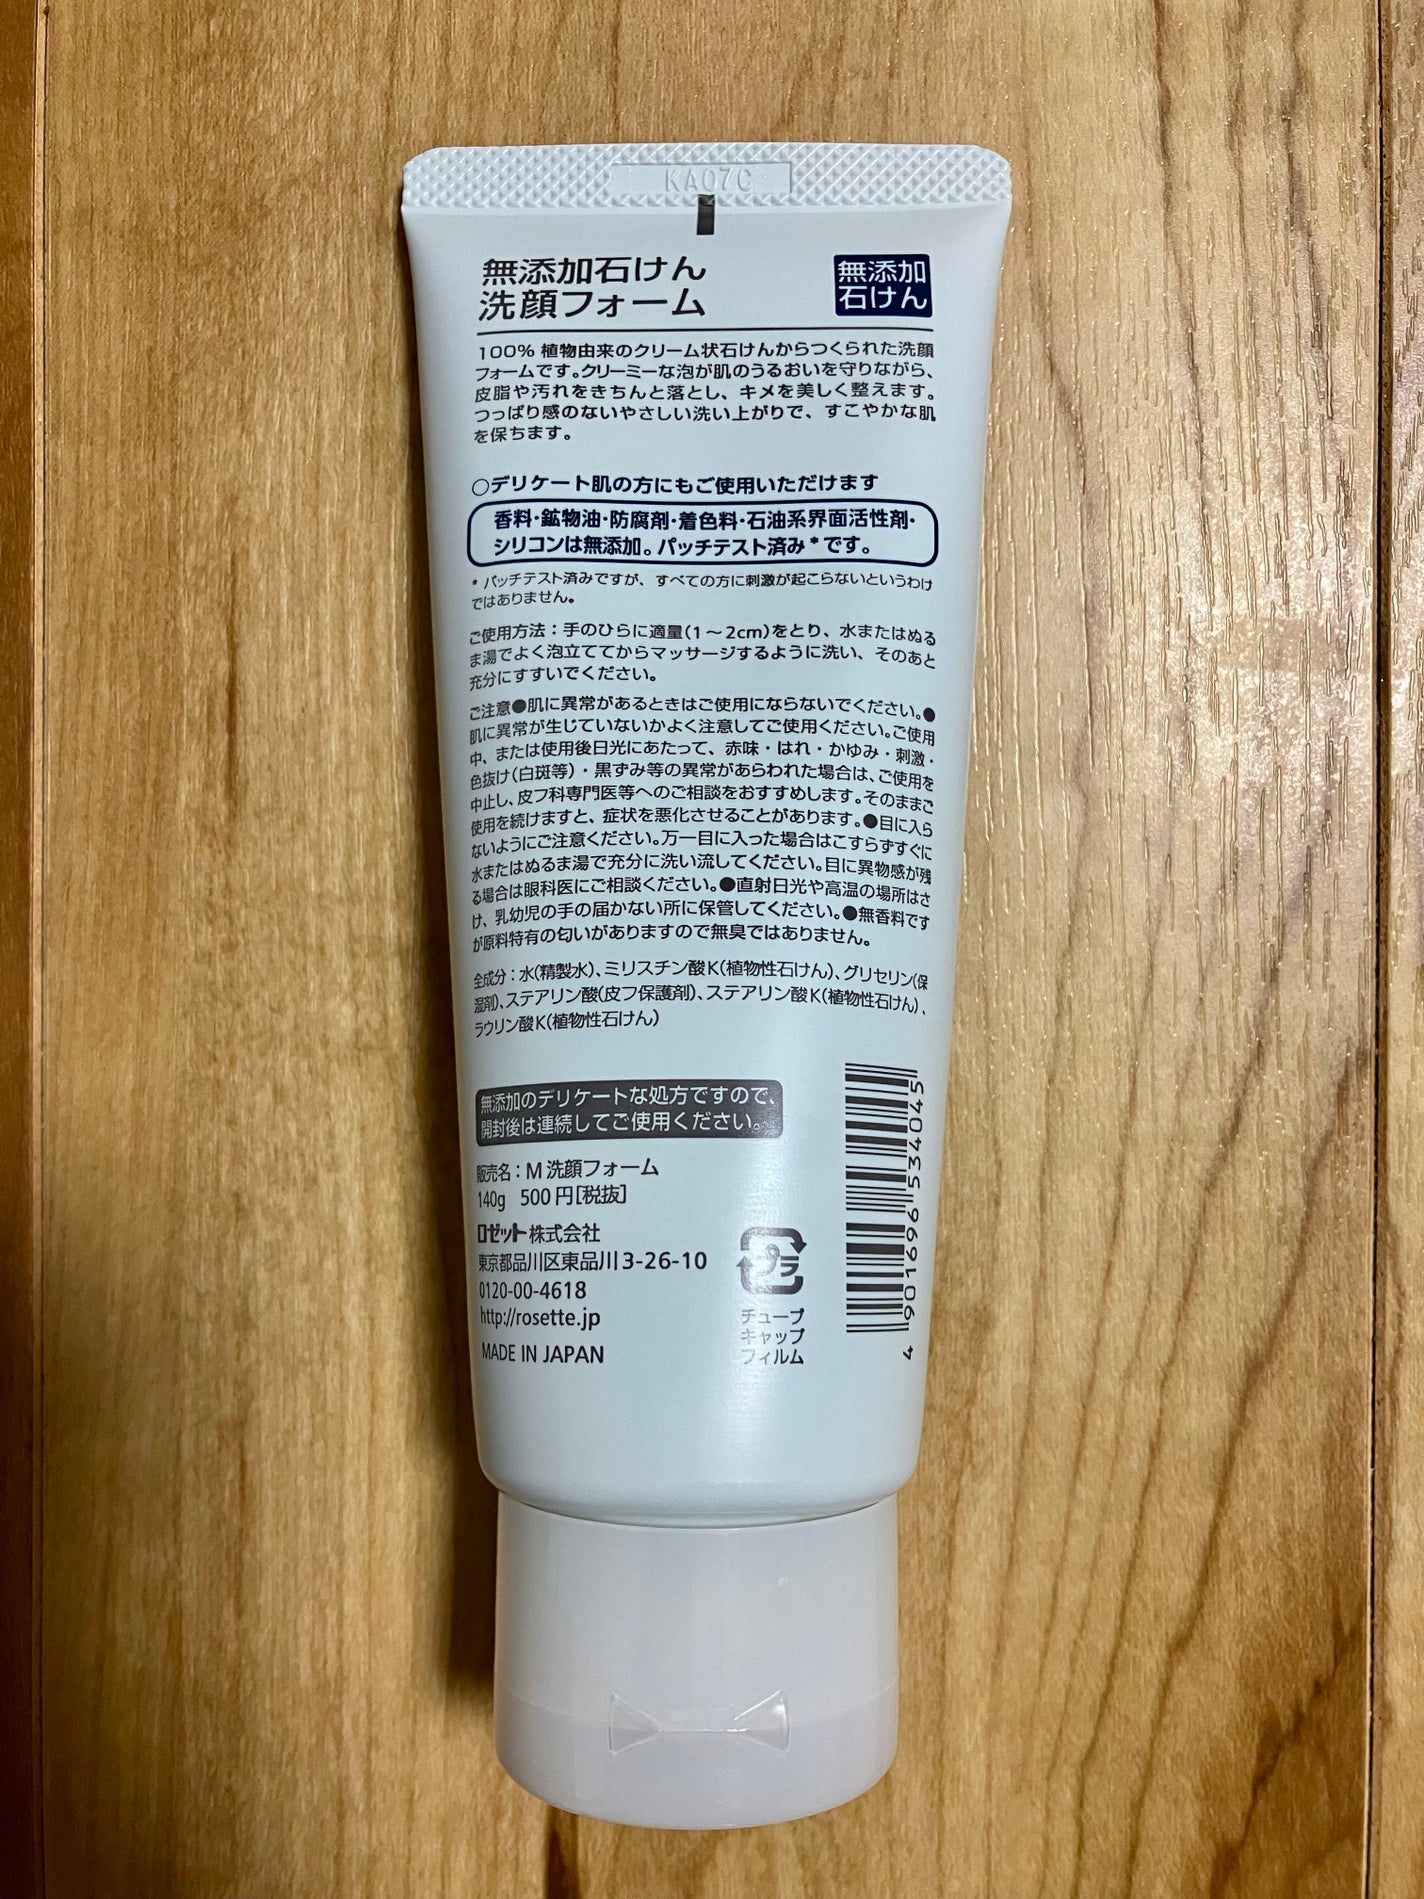 KA07C
無添加石けん
洗顔フォーム
無添加
石けん
100% 植物由来のクリーム状石けんからつくられた洗顔
フォームです。クリーミーな泡が肌のうるおいを守りながら、
皮脂や汚れをきちんと落とし、キメを美しく整えます。
つっぱり感のないやさしい洗い上がりで、すこやかな肌
を保ちます。
○デリケート肌の方にもご使用いただけます
香料・鉱物油・防腐剤・着色料・石油系界面活性剤・
シリコンは無添加。パッチテスト済み*です。
* パッチテスト済みですが、すべての方に刺激が起こらないというわけ
ではありません。
ご使用方法：手のひらに適量(1～2cm)をとり、水またはぬる
ま湯でよく泡立ててからマッサージするように洗い、そのあと
充分にすすいでください。
ご注意●肌に異常があるときはご使用にならないでください。●
肌に異常が生じていないかよく注意してご使用ください。ご使用
中、または使用後日光にあたって、赤味・はれ・かゆみ・刺激・
色抜け(白斑等)・黒ずみ等の異常があらわれた場合は、ご使用を
中止し、皮フ科専門医等へのご相談をおすすめします。そのままご
使用を続けますと、症状を悪化させることがあります。●目に入ら
ないようにご注意ください。万一目に入った場合はこすらずすぐに
水またはぬるま湯で充分に洗い流してください。目に異物感が残
る場合は眼科医にご相談ください。●直射日光や高温の場所はさ
け、乳幼児の手の届かない所に保管してください。●無香料です
が原料特有の匂いがありますので無臭ではありません。
全成分：水(精製水)、ミリスチン酸K(植物性石けん)、グリセリン(保
湿剤)、ステアリン酸(皮フ保護剤)、ステアリン酸K(植物性石けん)、
ラウリン酸K(植物性石けん)
無添加のデリケートな処方ですので、
開封後は連続してご使用ください。
販売名：M 洗顔フォーム
140g 500円[税抜]
ロゼット株式会社
東京都品川区東品川3-26-10
0120-00-4618
http://rosette.jp
MADE IN JAPAN
プラ
チューブ
キャップ
フィルム
4 901696 534045